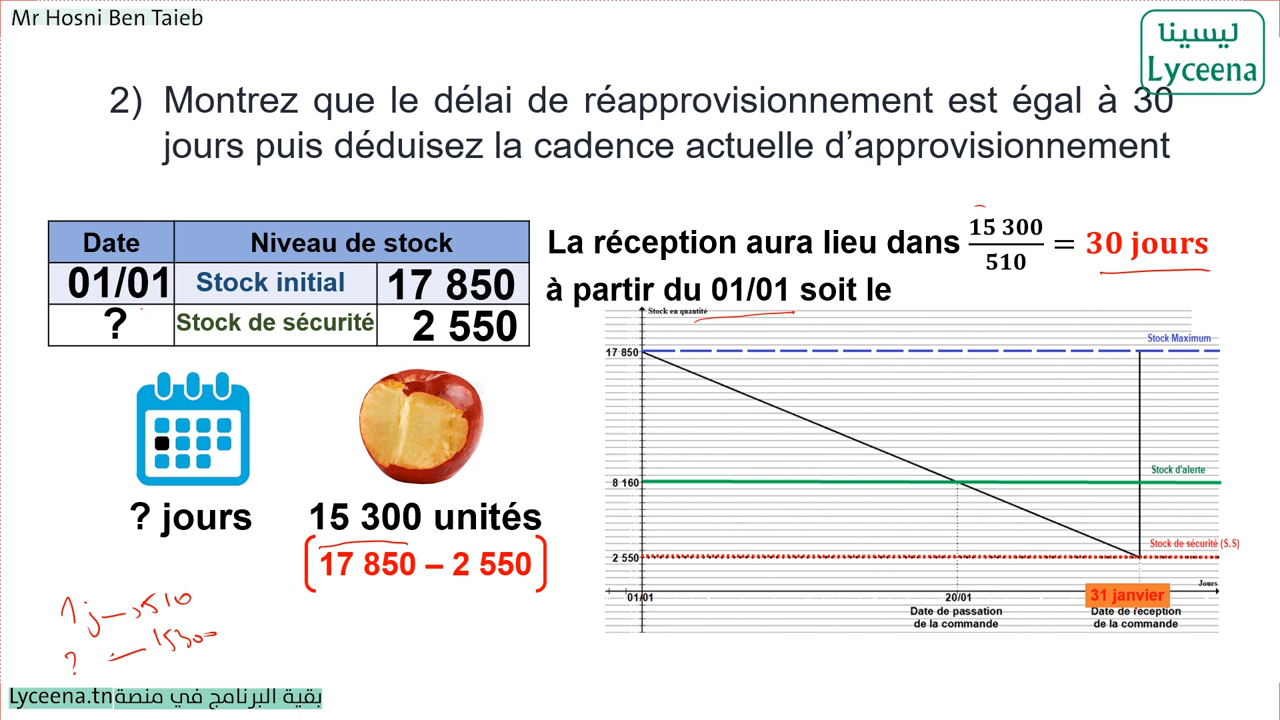 Mr Hosni Ben Taieb
ليسينا
Lyceena
2) Montrez que le délai de réapprovisionnement est égal à 30
jours puis déduisez la cadence actuelle d’approvisionnement
Date Niveau de stock
01/01 Stock initial 17 850
? Stock de sécurité 2 550
La réception aura lieu dans 15 300 / 510 = 30 jours
à partir du 01/01 soit le
Stock en quantité
Stock Maximum
17 850
Stock d'alerte
8 160
Stock de sécurité (S.S)
2 550
Jours
01/01 20/01 31 janvier
Date de passation
de la commande
Date de réception
de la commande
? jours
15 300 unités
17 850 – 2 550
1 j → 510
? — 15300
Lyceena.tn بقية البرنامج في منصة